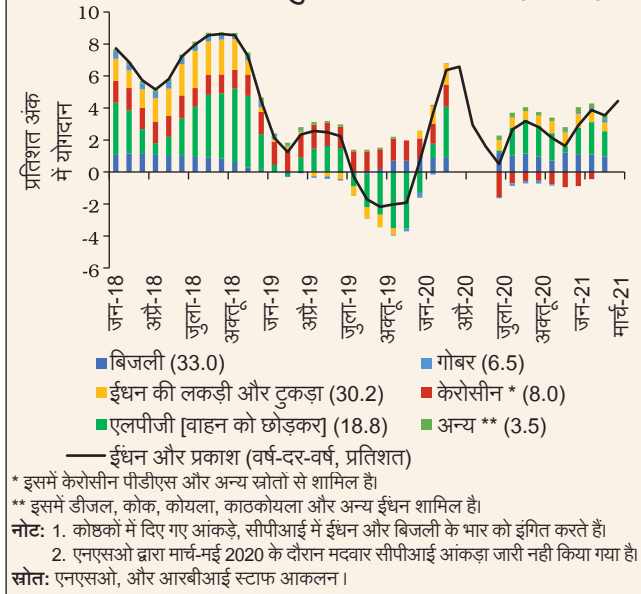 10
8
6
4
2
0
-2
-4
-6
प्रतिशत अंक
में योगदान
जन-18
अप्रै-18
जुला-18
अक्तू-18
जन-19
अप्रै-19
जुला-19
अक्तू-19
जन-20
अप्रै-20
जुला-20
अक्तू-20
जन-21
मार्च-21
बिजली (33.0)
गोबर (6.5)
ईधन की लकड़ी और टुकड़ा (30.2)
केरोसीन * (8.0)
एलपीजी [वाहन को छोड़कर] (18.8)
अन्य ** (3.5)
ईंधन और प्रकाश (वर्ष-दर-वर्ष, प्रतिशत)
* इसमें केरोसीन पीडीएस और अन्य स्रोतों से शामिल है।
** इसमें डीजल, कोक, कोयला, काठकोयला और अन्य ईंधन शामिल है।
नोट: 1. कोष्ठकों में दिए गए आंकड़े, सीपीआई में ईंधन और बिजली के भार को इंगित करते हैं।
2. एनएसओ द्वारा मार्च-मई 2020 के दौरान मदवार सीपीआई आंकड़ा जारी नही किया गया है।
स्रोत: एनएसओ, और आरबीआई स्टाफ आकलन।